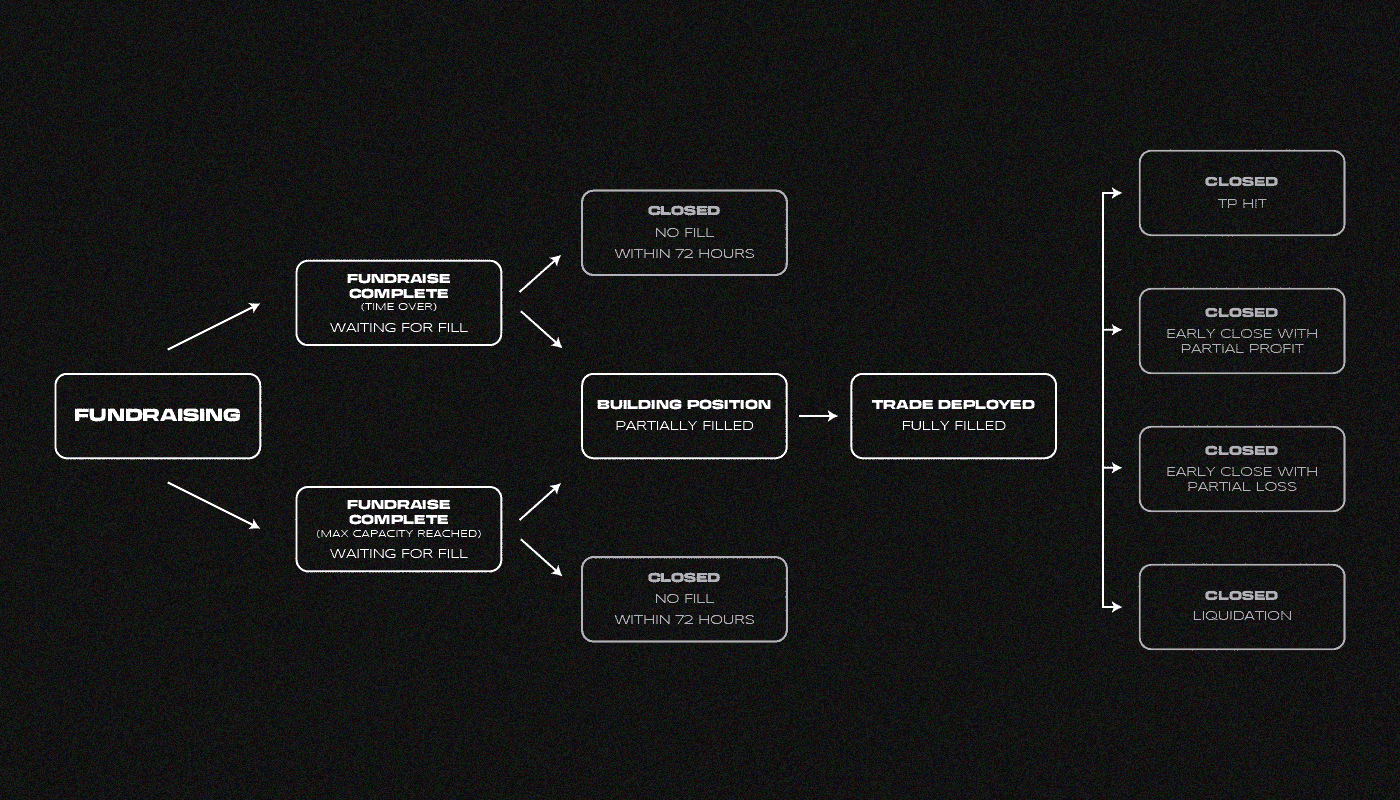 FUNDRAISING
FUNDRAISE
COMPLETE
(TIME OVER)
WAITING FOR FILL
FUNDRAISE
COMPLETE
(MAX CAPACITY REACHED)
WAITING FOR FILL
CLOSED
NO FILL
WITHIN 72 HOURS
BUILDING POSITION
PARTIALLY FILLED
CLOSED
NO FILL
WITHIN 72 HOURS
TRADE DEPLOYED
FULLY FILLED
CLOSED
TP HIT
CLOSED
EARLY CLOSE WITH
PARTIAL PROFIT
CLOSED
EARLY CLOSE WITH
PARTIAL LOSS
CLOSED
LIQUIDATION